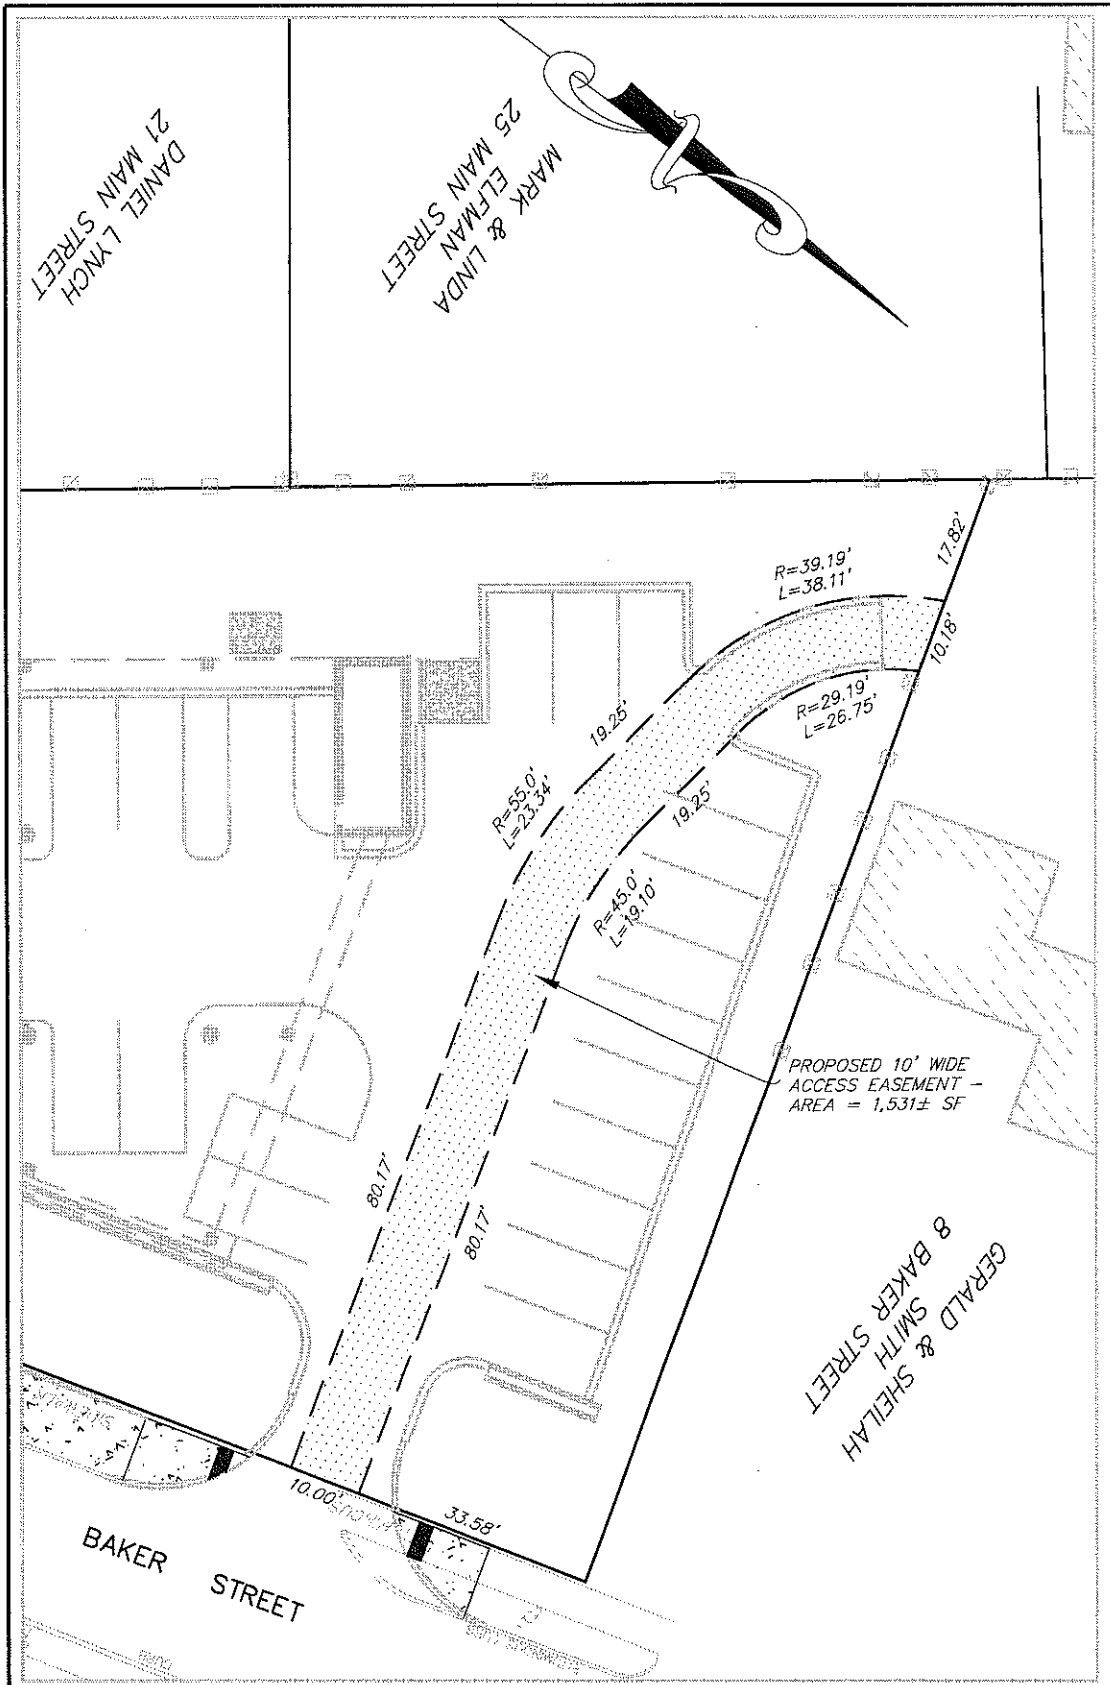 DANIEL LYNCH
21 MAIN STREET
MARK & LINDA
ELFMAN
25 MAIN STREET
17.82'
R=39.19'
L=38.11'
10.18'
R=29.19'
L=26.75'
19.25'
19.25'
R=55.0'
L=23.34'
R=45.0'
L=19.10'
PROPOSED 10' WIDE
ACCESS EASEMENT -
AREA = 1,531± SF
80.17'
80.17'
GERALD & SHEILAH
SMITH
8 BAKER STREET
10.00'
33.58'
BAKER STREET